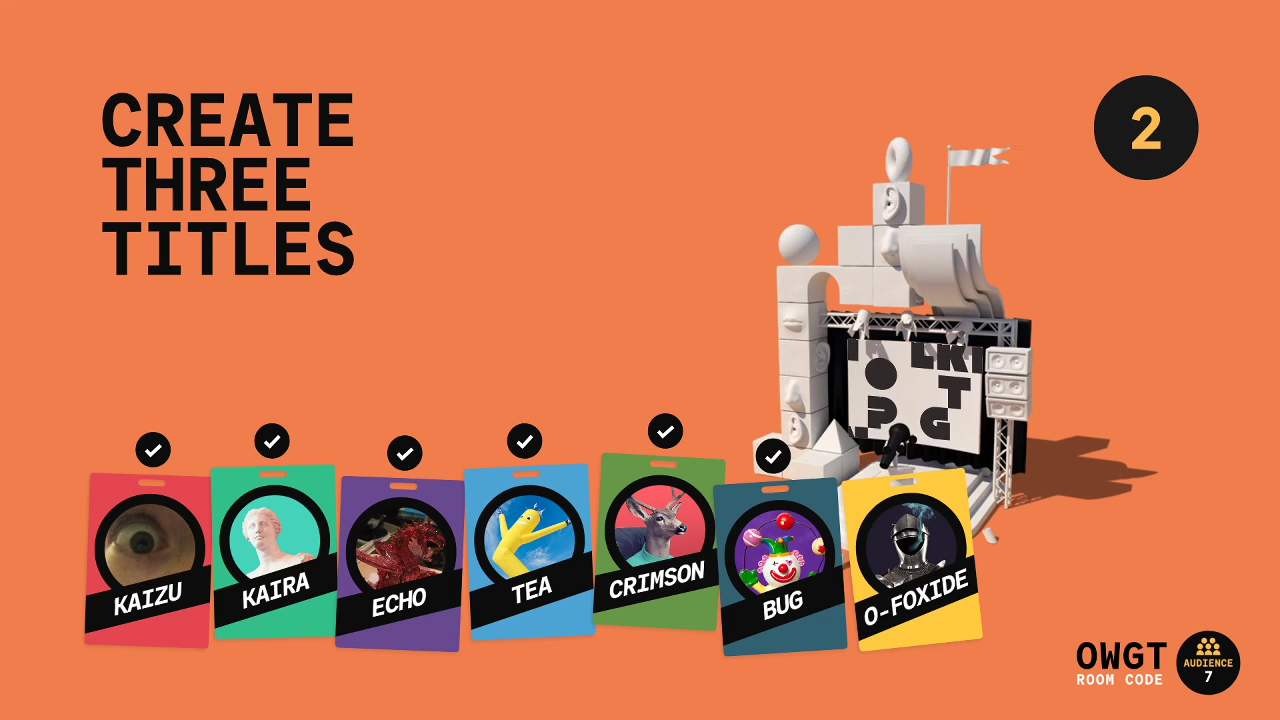 CREATE
THREE
TITLES
2
KAIZU
KAIRA
ECHO
TEA
CRIMSON
BUG
O-FOXIDE
OWGT
ROOM CODE
AUDIENCE
7